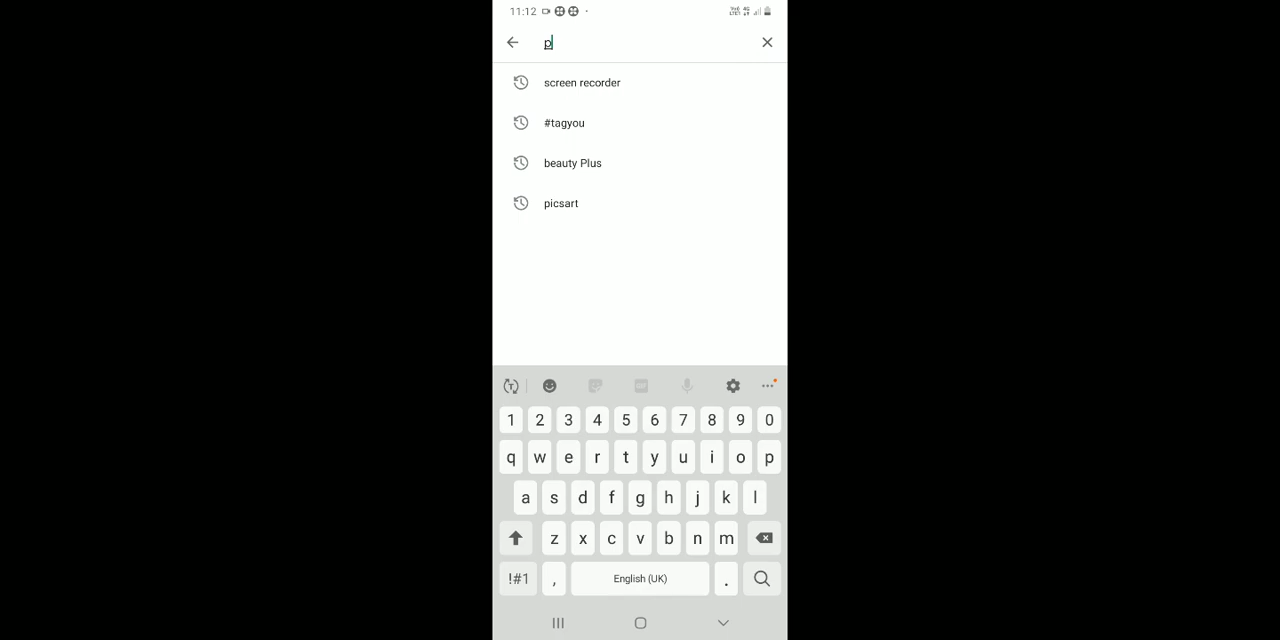 11:12
p
screen recorder
#tagyou
beauty Plus
picsart
1 2 3 4 5 6 7 8 9 0
q w e r t y u i o p
a s d f g h j k l
z x c v b n m
!#1 , English (UK) .